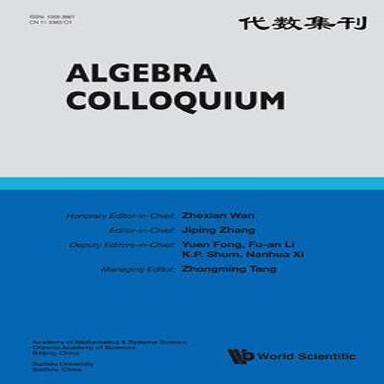 ISSN: 1005-3867
代数集刊
CN 11-3382/O1
ALGEBRA
COLLOQUIUM
Honorary Editor-in-Chief: Zhexian Wan
Editor-in-Chief: Jiping Zhang
Deputy Editors-in-Chief: Yuen Fong, Fu-an Li
K.P. Shum, Nanhua Xi
Managing Editor: Zhongming Tang
Academy of Mathematics & Systems Science
Chinese Academy of Sciences
Beijing, China
Suzhou University
Suzhou, China
World Scientific